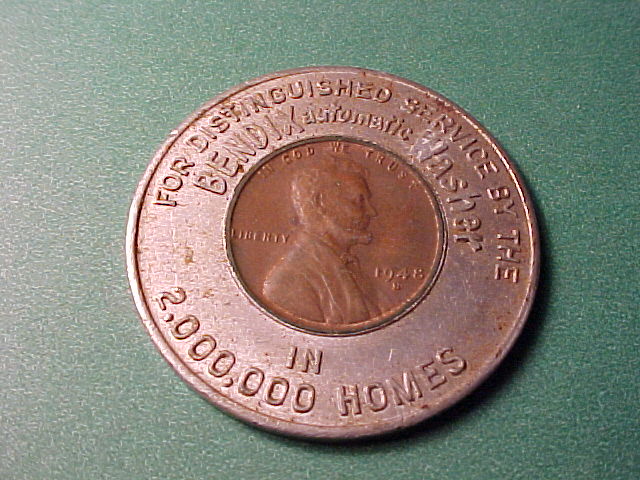 FOR DISTINGUISHED SERVICE BY THE
BENDIX automatic Washer
IN GOD WE TRUST
LIBERTY
1948
IN
2,000,000 HOMES